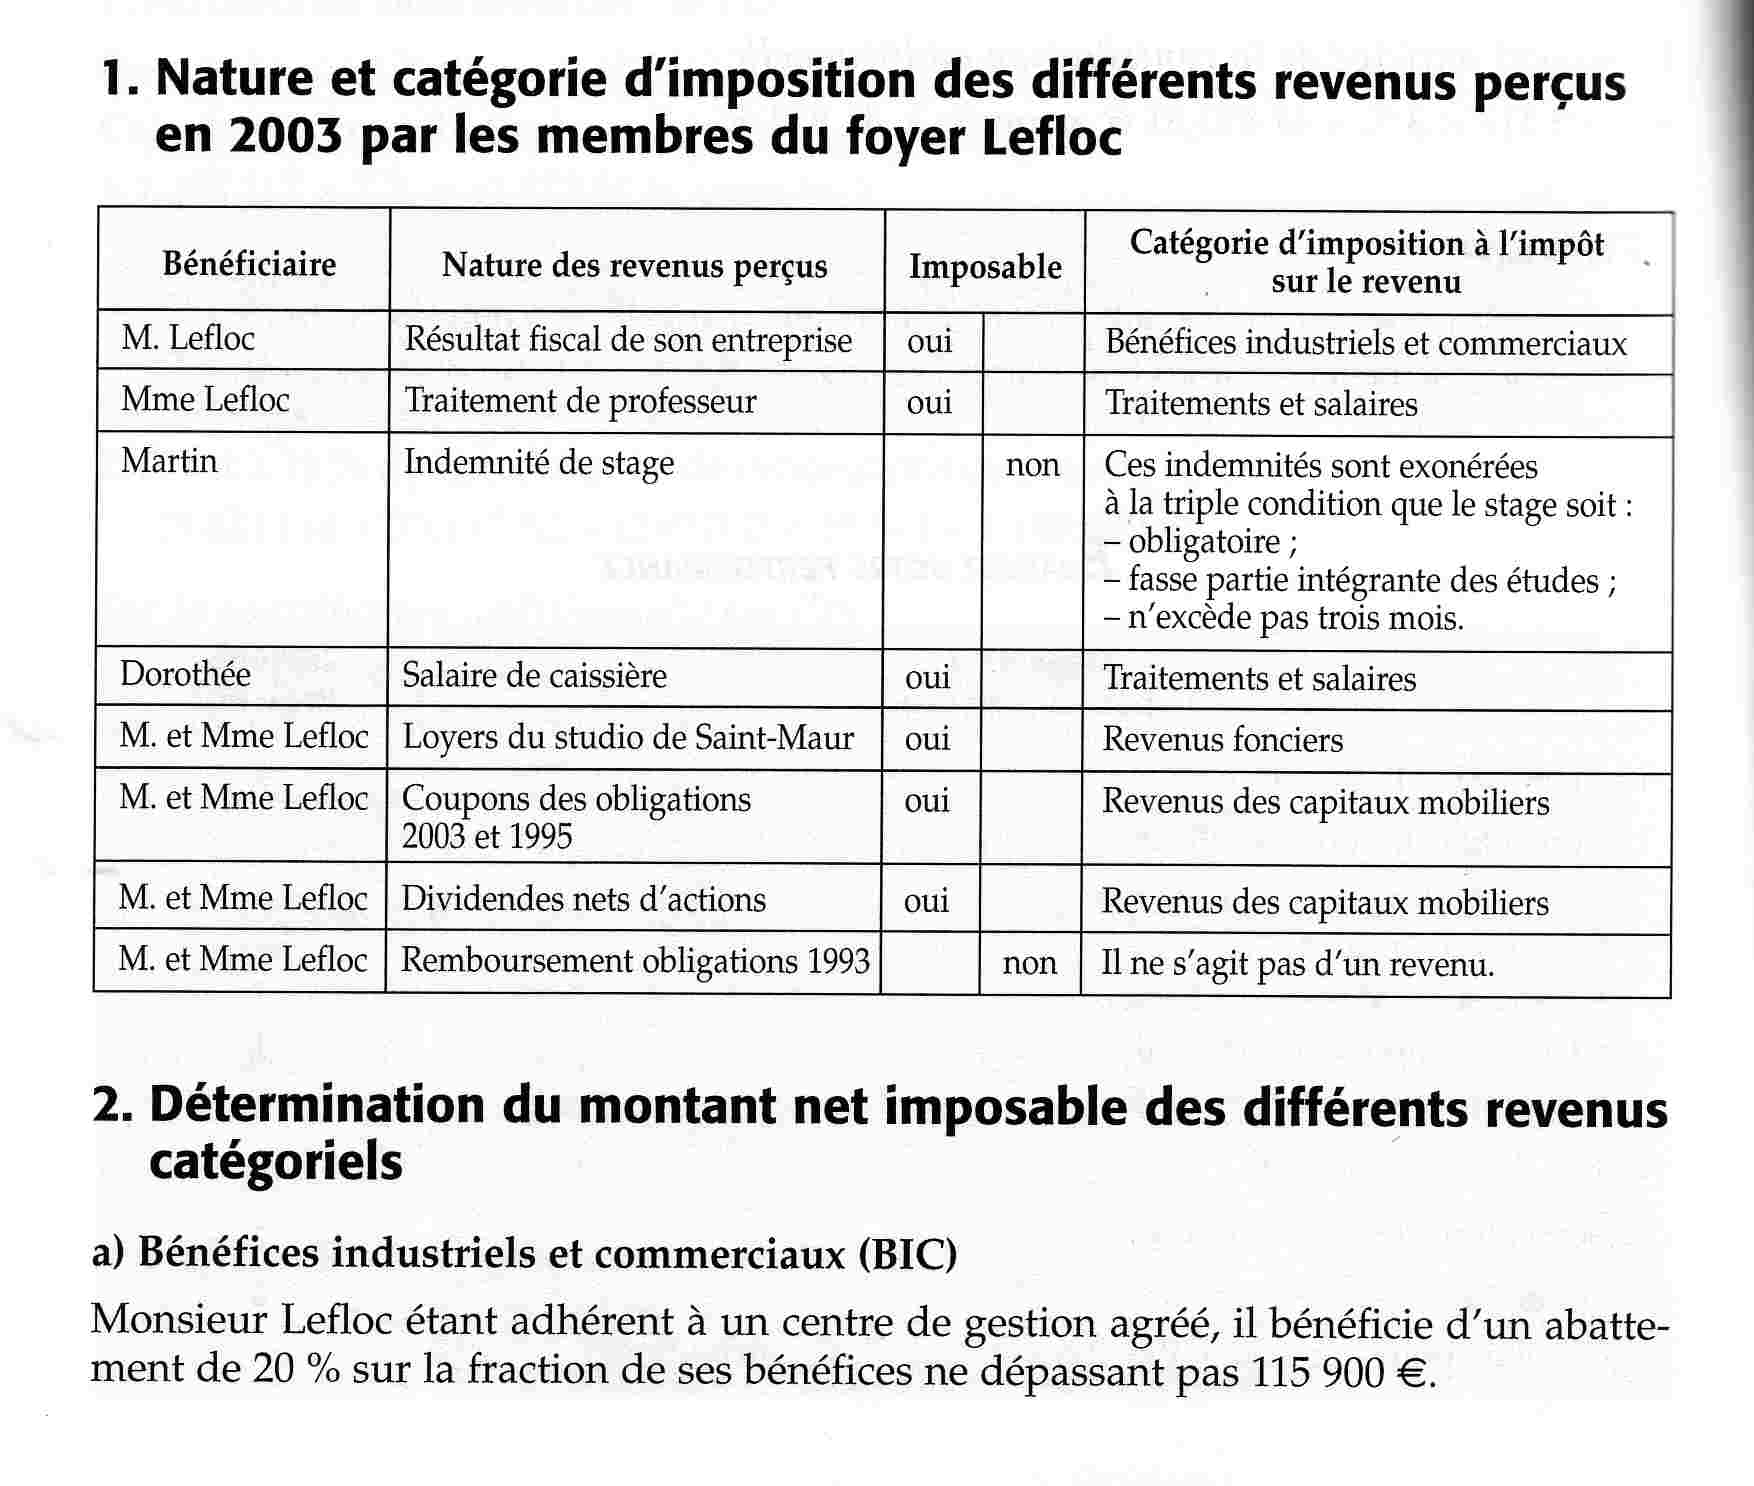 1. Nature et catégorie d'imposition des différents revenus perçus
en 2003 par les membres du foyer Lefloc
Bénéficiaire
Nature des revenus perçus
Imposable
Catégorie d'imposition à l'impôt
sur le revenu
M. Lefloc
Résultat fiscal de son entreprise
oui
Bénéfices industriels et commerciaux
Mme Lefloc
Traitement de professeur
oui
Traitements et salaires
Martin
Indemnité de stage
non
Ces indemnités sont exonérées
à la triple condition que le stage soit :
– obligatoire ;
– fasse partie intégrante des études ;
– n'excède pas trois mois.
Dorothée
Salaire de caissière
oui
Traitements et salaires
M. et Mme Lefloc
Loyers du studio de Saint-Maur
oui
Revenus fonciers
M. et Mme Lefloc
Coupons des obligations
2003 et 1995
oui
Revenus des capitaux mobiliers
M. et Mme Lefloc
Dividendes nets d'actions
oui
Revenus des capitaux mobiliers
M. et Mme Lefloc
Remboursement obligations 1993
non
Il ne s'agit pas d'un revenu.
2. Détermination du montant net imposable des différents revenus
catégoriels
a) Bénéfices industriels et commerciaux (BIC)
Monsieur Lefloc étant adhérent à un centre de gestion agréé, il bénéficie d'un abatte-
ment de 20 % sur la fraction de ses bénéfices ne dépassant pas 115 900 €.